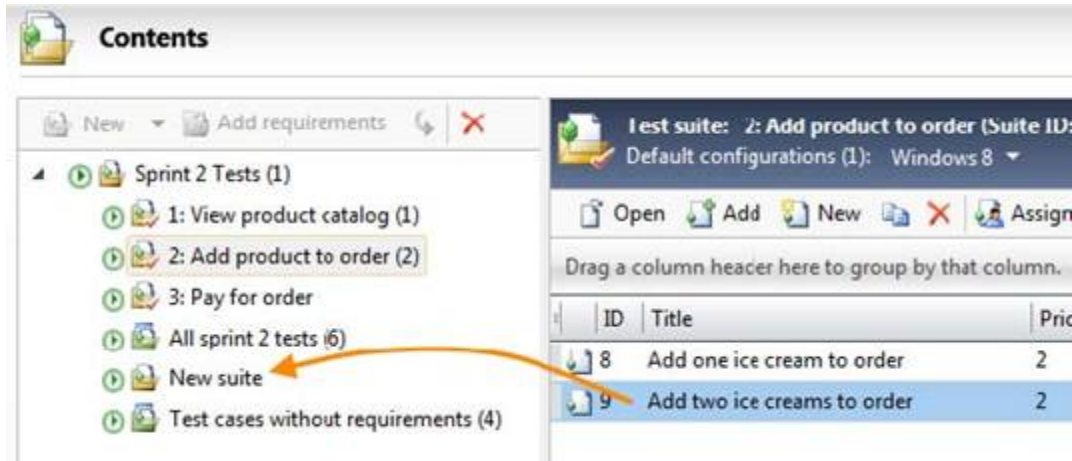 Contents
New Add requirements
Sprint 2 Tests (1)
1: View product catalog (1)
2: Add product to order (2)
3: Pay for order
All sprint 2 tests (6)
New suite
Test cases without requirements (4)
Test suite: 2: Add product to order (Suite ID:
Default configurations (1): Windows 8
Open Add New Assign
Drag a column header here to group by that column.
ID Title Prio
8 Add one ice cream to order 2
9 Add two ice creams to order 2